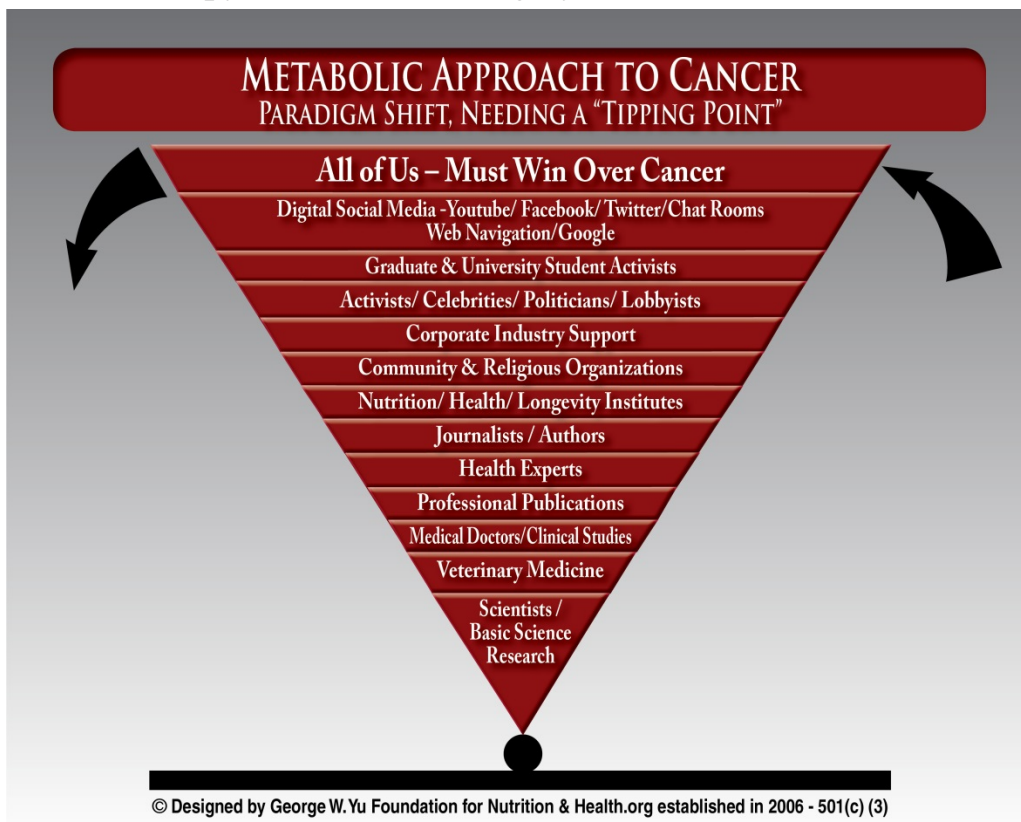 METABOLIC APPROACH TO CANCER
PARADIGM SHIFT, NEEDING A “TIPPING POINT”
All of Us – Must Win Over Cancer
Digital Social Media -Youtube/ Facebook/ Twitter/Chat Rooms
Web Navigation/Google
Graduate & University Student Activists
Activists/ Celebrities/ Politicians/ Lobbyists
Corporate Industry Support
Community & Religious Organizations
Nutrition/ Health/ Longevity Institutes
Journalists / Authors
Health Experts
Professional Publications
Medical Doctors/Clinical Studies
Veterinary Medicine
Scientists /
Basic Science
Research
© Designed by George W. Yu Foundation for Nutrition & Health.org established in 2006 - 501(c) (3)